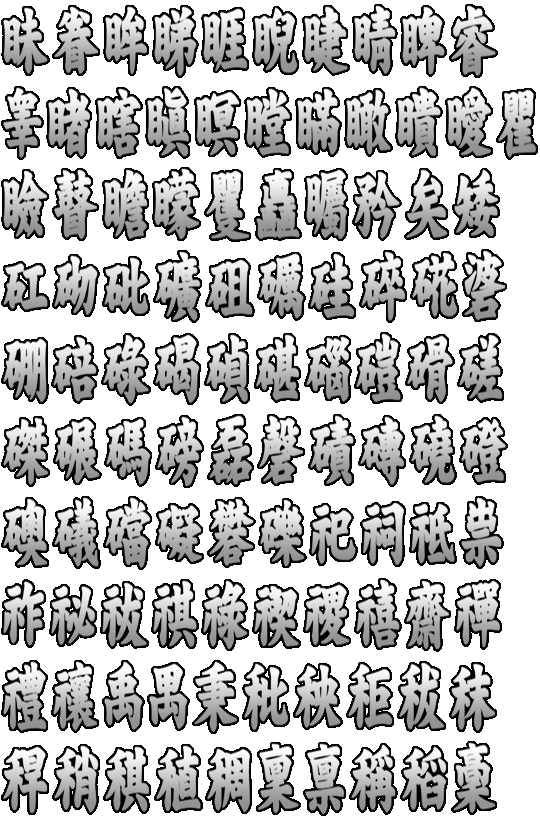 眛眷眸睇睚睨睫睛睥睿
睾睹瞎瞋瞑瞠瞞瞰瞶瞹瞿
瞼瞽瞻矇矍矗矚矜矣矮
矼砌砒礦砠礪硅碎硴碆
硼碚碌碣碵碪碯磑磆磋
磔碾碼磅磊磬磧磚磽磴
礇礒礑礙礬礫祀祠祗祟
祚祕祓祺祿禊禝禧齋禪
禮禳禹禺秉秕秧秬秡秣
稈稍稘稙稠稟禀稱稻稾